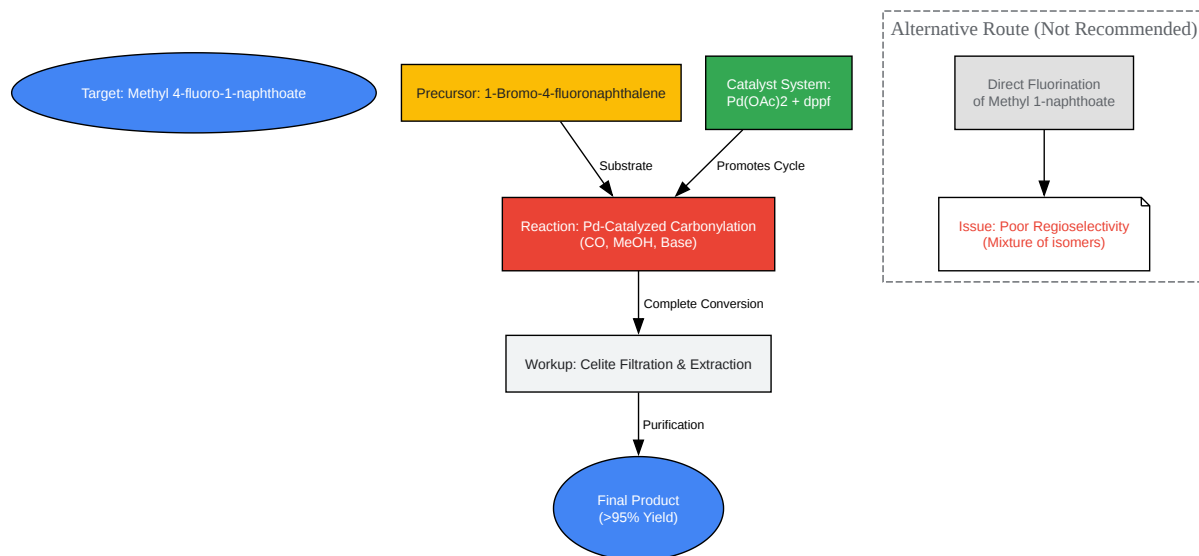 Alternative Route (Not Recommended)
Target: Methyl 4-fluoro-1-naphthoate
Precursor: 1-Bromo-4-fluoronaphthalene
Catalyst System:
Pd(OAc)2 + dppf
Direct Fluorination
of Methyl 1-naphthoate
Substrate
Promotes Cycle
Reaction: Pd-Catalyzed Carbonylation
(CO, MeOH, Base)
Issue: Poor Regioselectivity
(Mixture of isomers)
Complete Conversion
Workup: Celite Filtration & Extraction
Purification
Final Product
(>95% Yield)